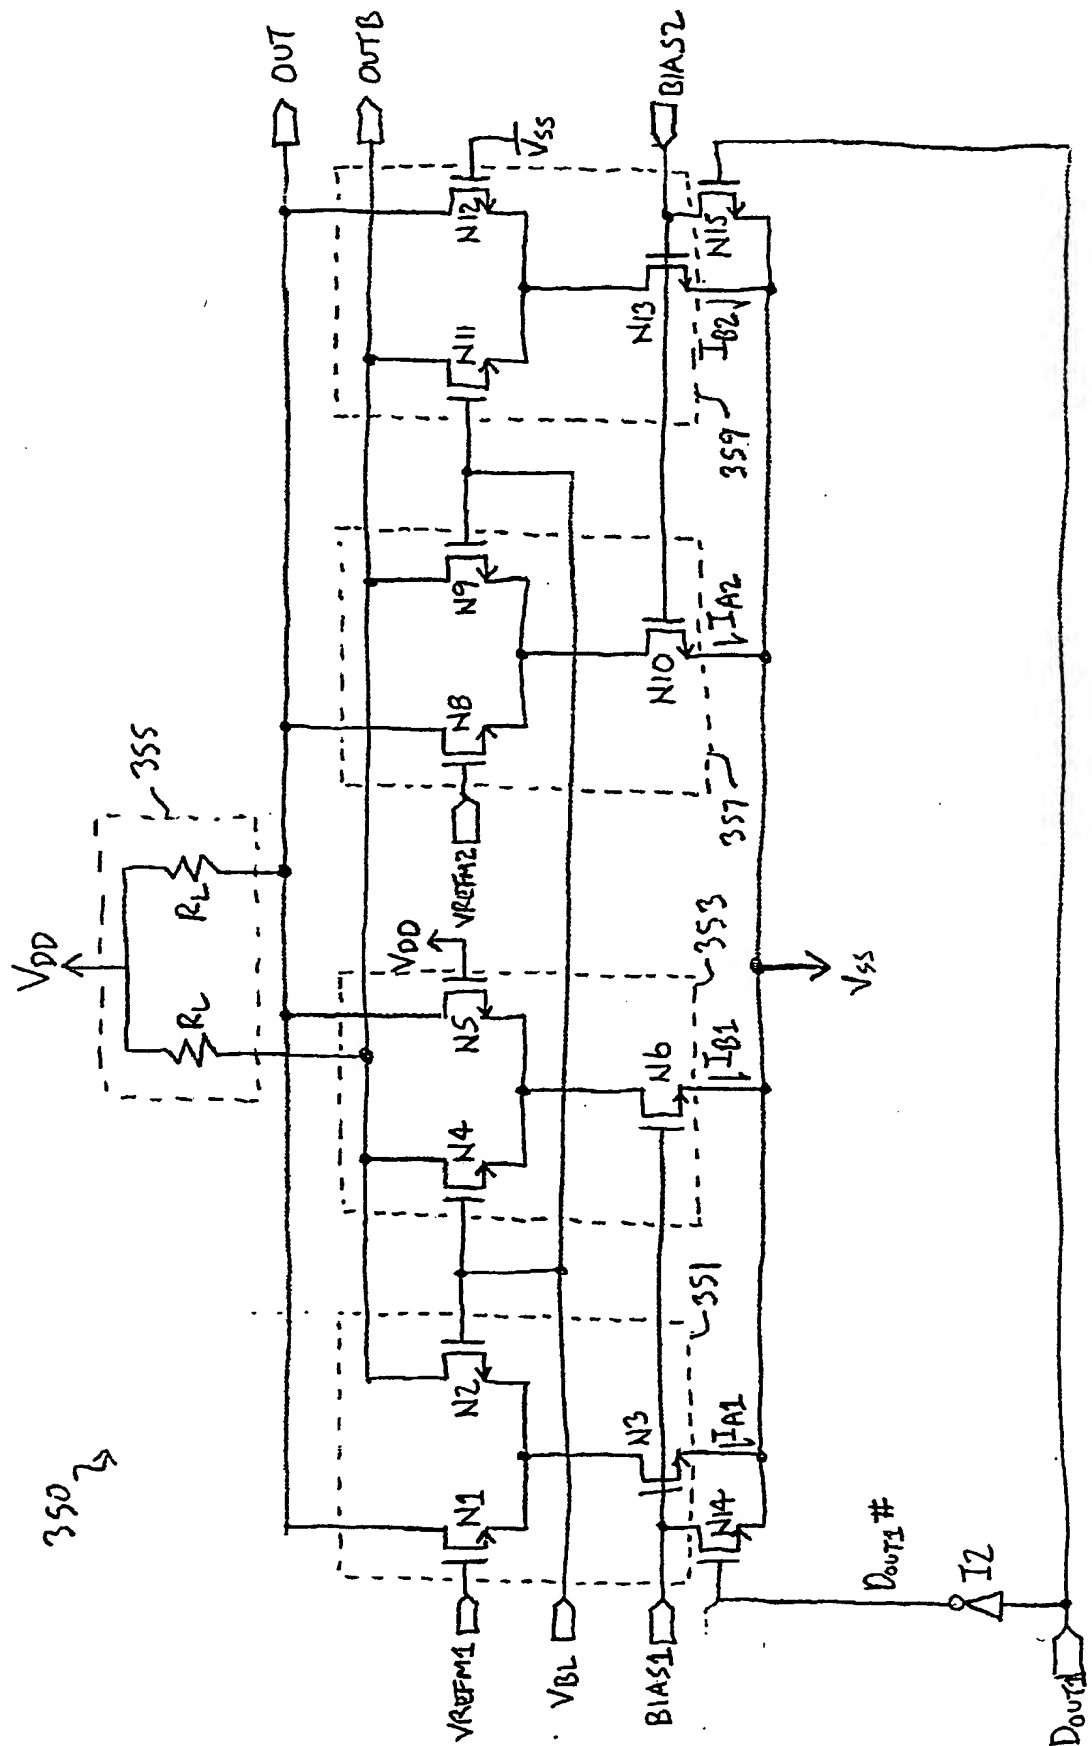 350
VDD
RL
RL
355
OUT
OUTB
VREFM1
N1
N2
N4
N5
VDD
VREFM2
N8
N9
N11
N12
VSS
VBL
BIAS1
N3
N6
N10
N13
BIAS2
N14
IA1
351
IB1
353
IA2
357
IB2
359
N15
VSS
DOUT1#
I2
DOUT1